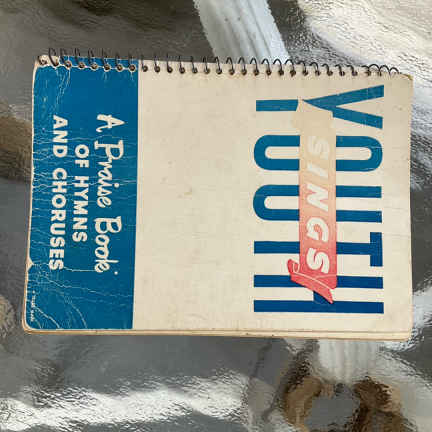 YOUTH
SINGS
A Praise Book
OF HYMNS
AND CHORUSES